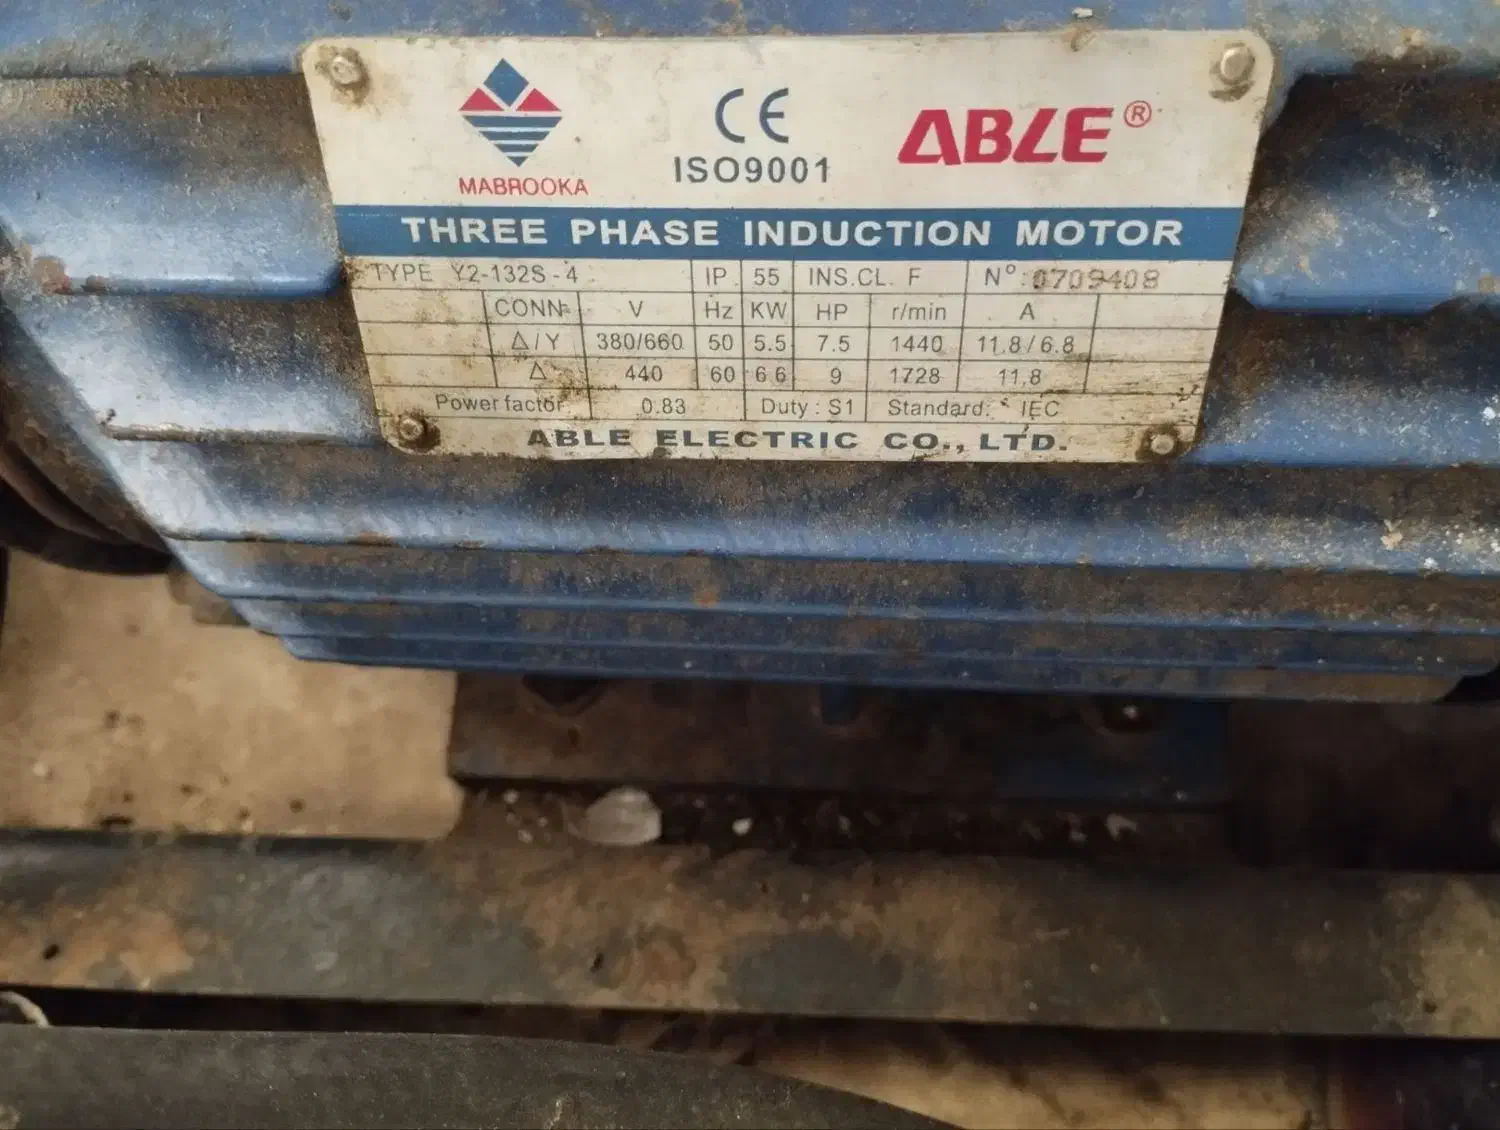 MABROOKA
CE
ISO9001
ABLE®
THREE PHASE INDUCTION MOTOR
TYPE Y2-132S-4 IP 55 INS.CL. F Nº: 0709408
CONN V Hz KW HP r/min A
Δ/Y 380/660 50 5.5 7.5 1440 11.8/6.8
Δ 440 60 6.6 9 1728 11.8
Power factor 0.83 Duty: S1 Standard: IEC
ABLE ELECTRIC CO., LTD.